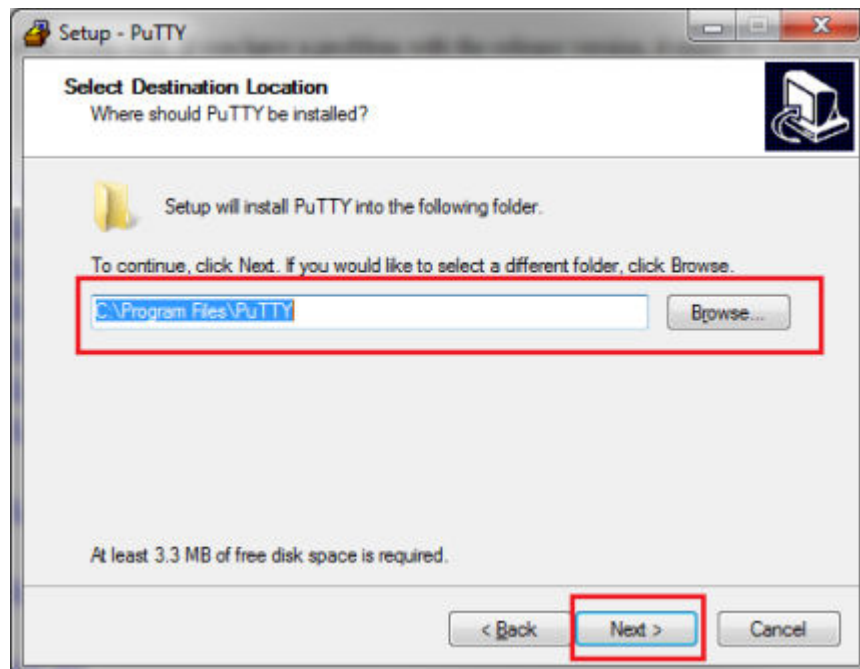 Setup - PuTTY
Select Destination Location
Where should PuTTY be installed?
Setup will install PuTTY into the following folder.
To continue, click Next. If you would like to select a different folder, click Browse.
C:\Program Files\PuTTY
Browse...
At least 3.3 MB of free disk space is required.
< Back
Next >
Cancel